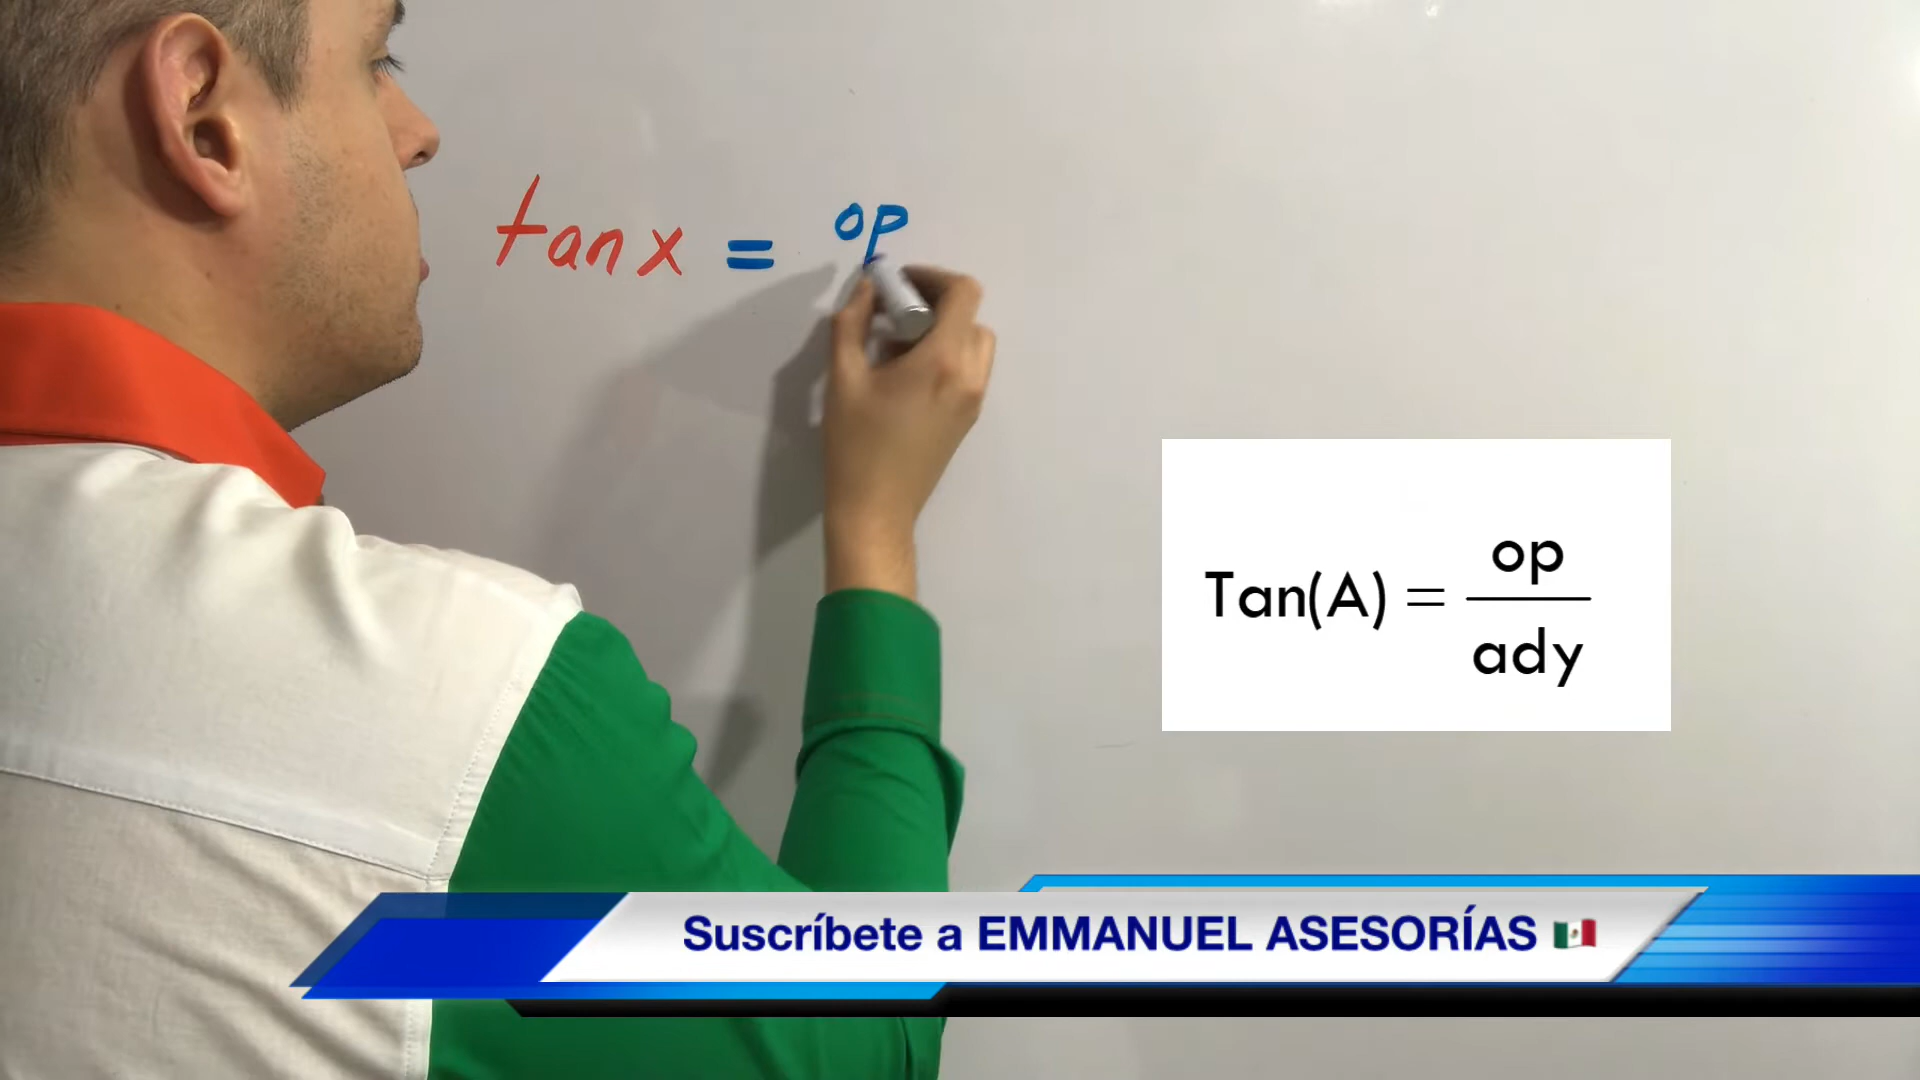 tan x = op
Tan(A) = op
ady
Suscríbete a EMMANUEL ASESORÍAS